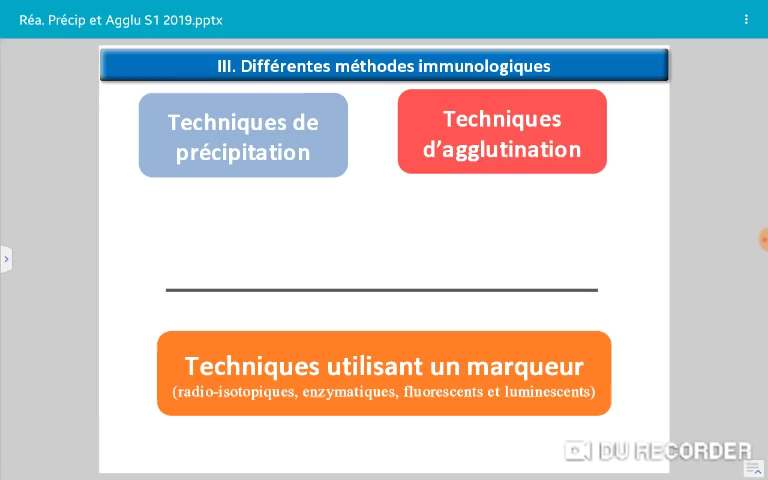 Réa. Précip et Agglu S1 2019.pptx
III. Différentes méthodes immunologiques
Techniques de
précipitation
Techniques
d’agglutination
Techniques utilisant un marqueur
(radio-isotopiques, enzymatiques, fluorescents et luminescents)
DU RECORDER